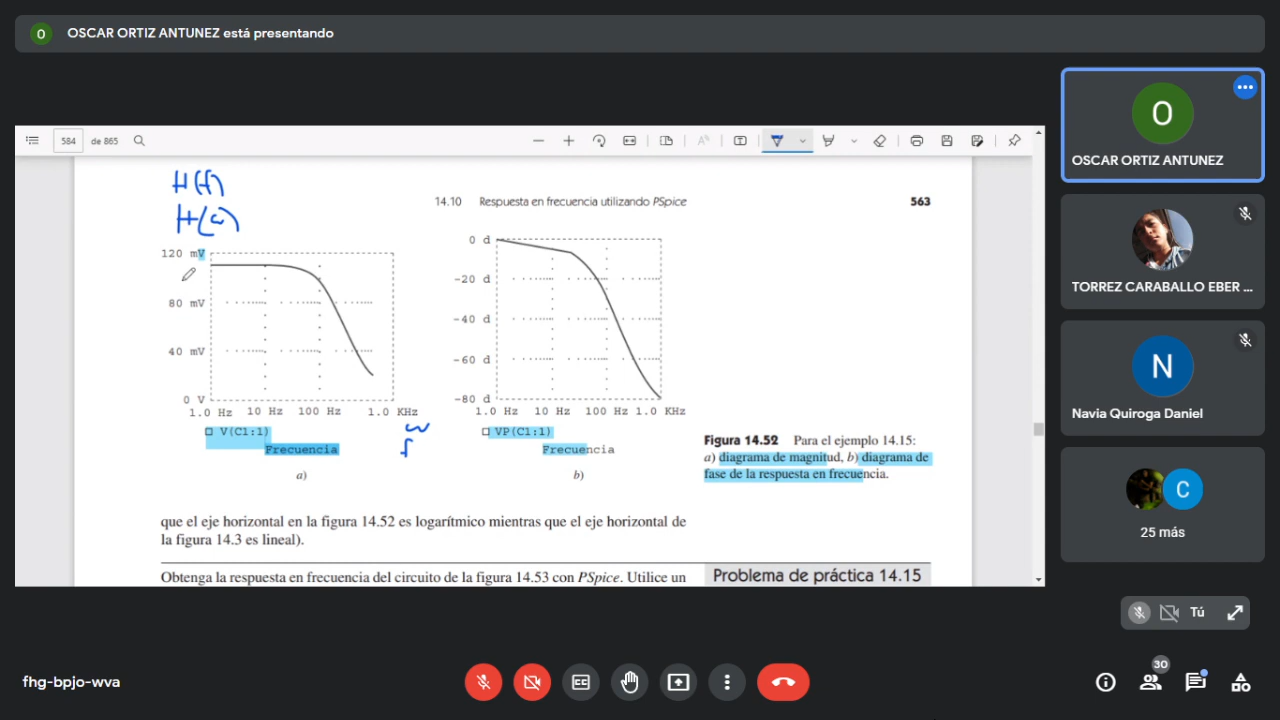 O OSCAR ORTIZ ANTUNEZ está presentando
584 de 865
H(f)
H(ω)
14.10 Respuesta en frecuencia utilizando PSpice 563
120 mV
80 mV
40 mV
0 V
1.0 Hz 10 Hz 100 Hz 1.0 KHz
V(C1:1)
Frecuencia
ω
f
a)
0 d
−20 d
−40 d
−60 d
−80 d
1.0 Hz 10 Hz 100 Hz 1.0 KHz
VP(C1:1)
Frecuencia
b)
Figura 14.52 Para el ejemplo 14.15:
a) diagrama de magnitud, b) diagrama de
fase de la respuesta en frecuencia.
que el eje horizontal en la figura 14.52 es logarítmico mientras que el eje horizontal de
la figura 14.3 es lineal).
Obtenga la respuesta en frecuencia del circuito de la figura 14.53 con PSpice. Utilice un
Problema de práctica 14.15
O
OSCAR ORTIZ ANTUNEZ
TORREZ CARABALLO EBER ...
N
Navia Quiroga Daniel
C
25 más
Tú
fhg-bpjo-wva
30